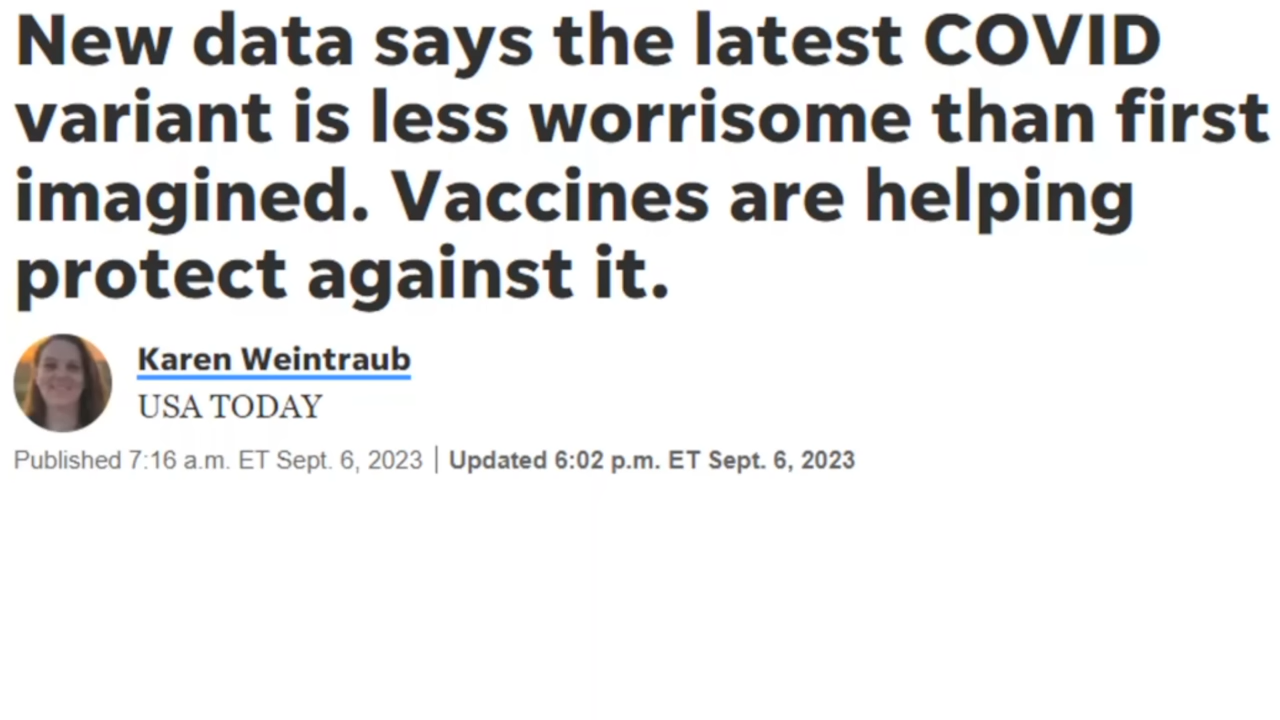 New data says the latest COVID
variant is less worrisome than first
imagined. Vaccines are helping
protect against it.
Karen Weintraub
USA TODAY
Published 7:16 a.m. ET Sept. 6, 2023 | Updated 6:02 p.m. ET Sept. 6, 2023